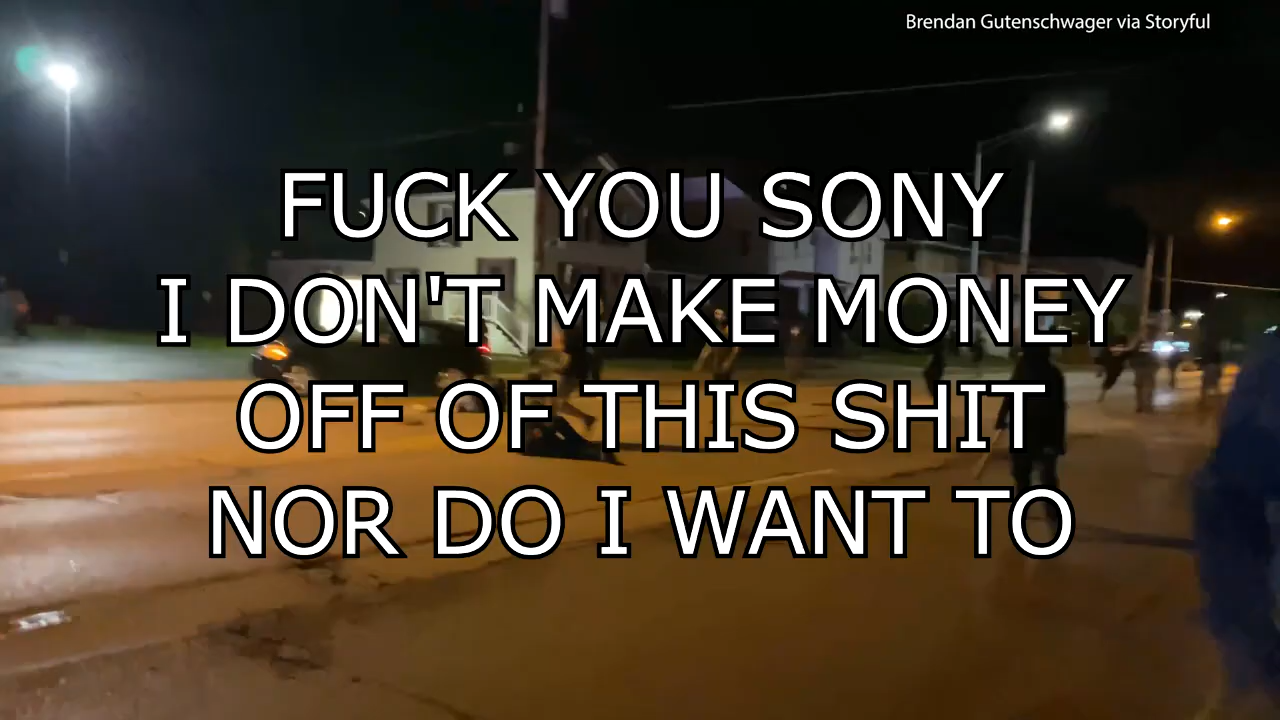 Brendan Gutenschwager via Storyful
FUCK YOU SONY
I DON'T MAKE MONEY
OFF OF THIS SHIT
NOR DO I WANT TO